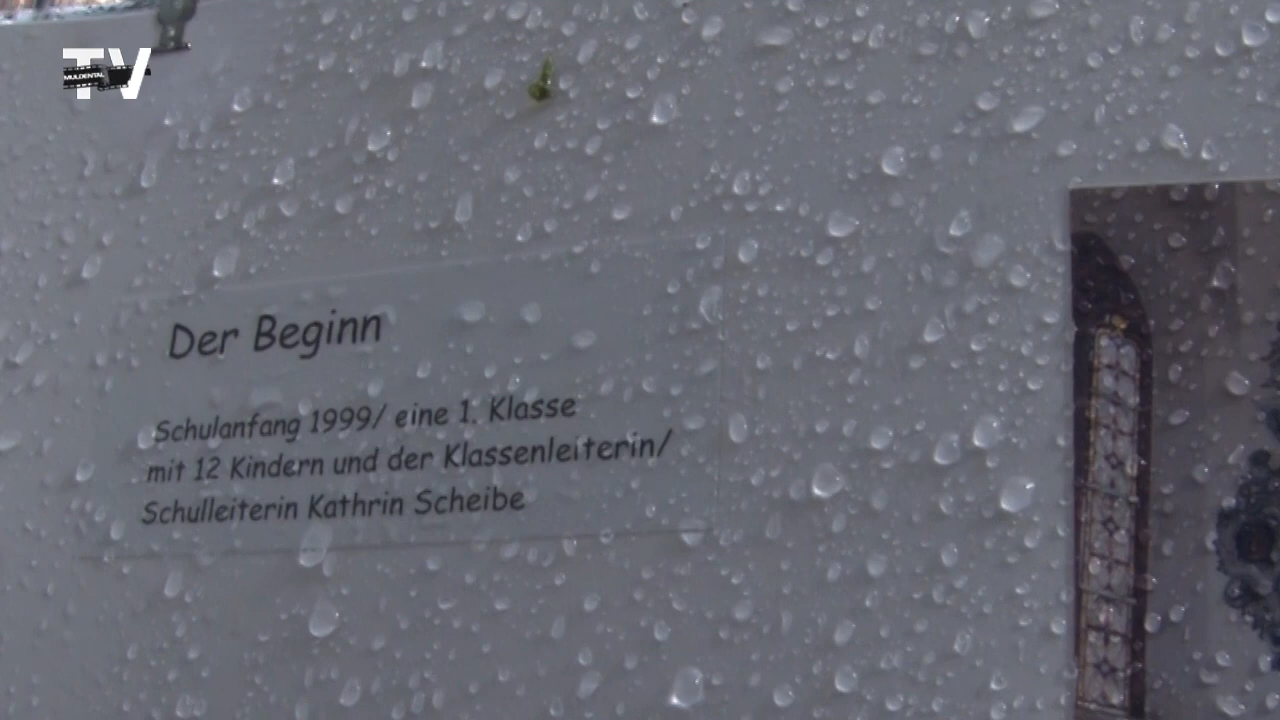 TV
MULDENTAL
Der Beginn
Schulanfang 1999/ eine 1. Klasse
mit 12 Kindern und der Klassenleiterin/
Schulleiterin Kathrin Scheibe